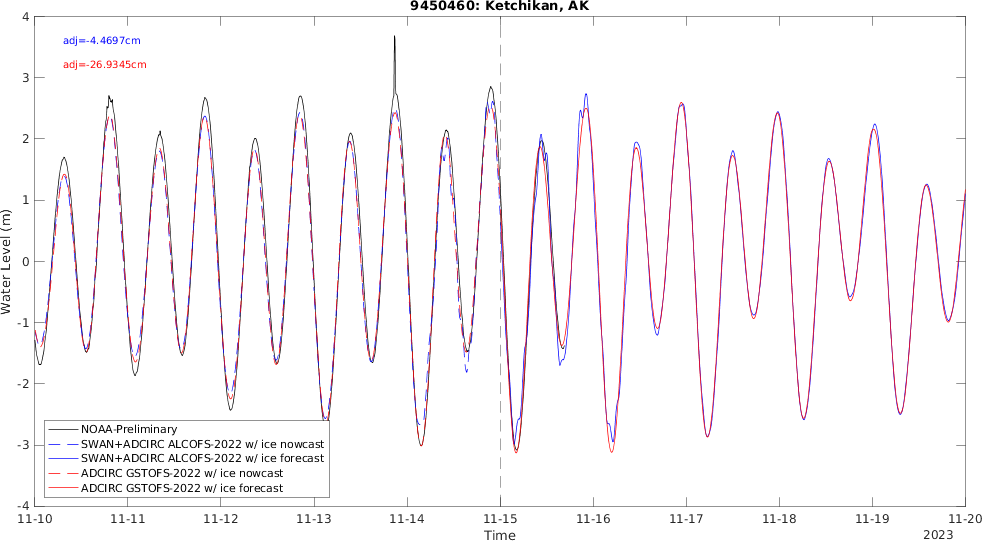 9450460: Ketchikan, AK
adj=-4.4697cm
adj=-26.9345cm
4
3
2
1
0
-1
-2
-3
-4
Water Level (m)
NOAA-Preliminary
SWAN+ADCIRC ALCOFS-2022 w/ ice nowcast
SWAN+ADCIRC ALCOFS-2022 w/ ice forecast
ADCIRC GSTOFS-2022 w/ ice nowcast
ADCIRC GSTOFS-2022 w/ ice forecast
11-10 11-11 11-12 11-13 11-14 11-15 11-16 11-17 11-18 11-19 11-20
Time
2023